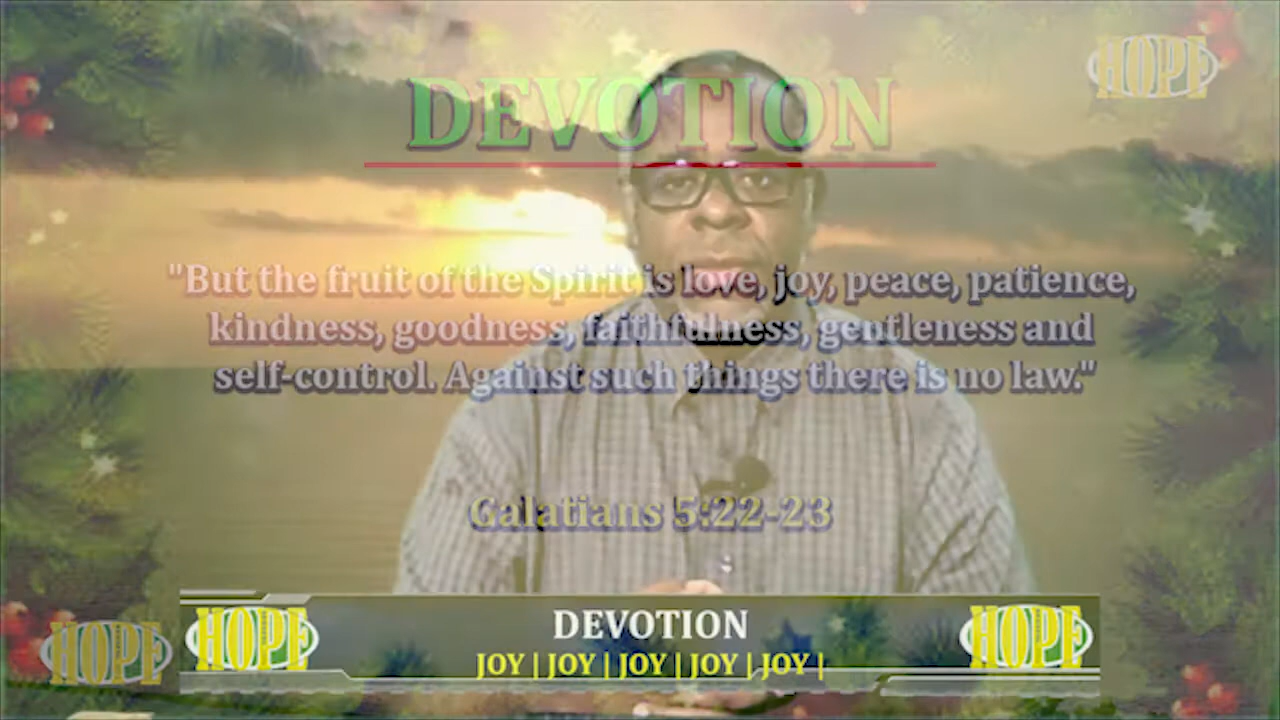 HOPE
DEVOTION
"But the fruit of the Spirit is love, joy, peace, patience,
kindness, goodness, faithfulness, gentleness and
self-control. Against such things there is no law."
Galatians 5:22-23
HOPE
HOPE
DEVOTION
JOY | JOY | JOY | JOY | JOY |
HOPE